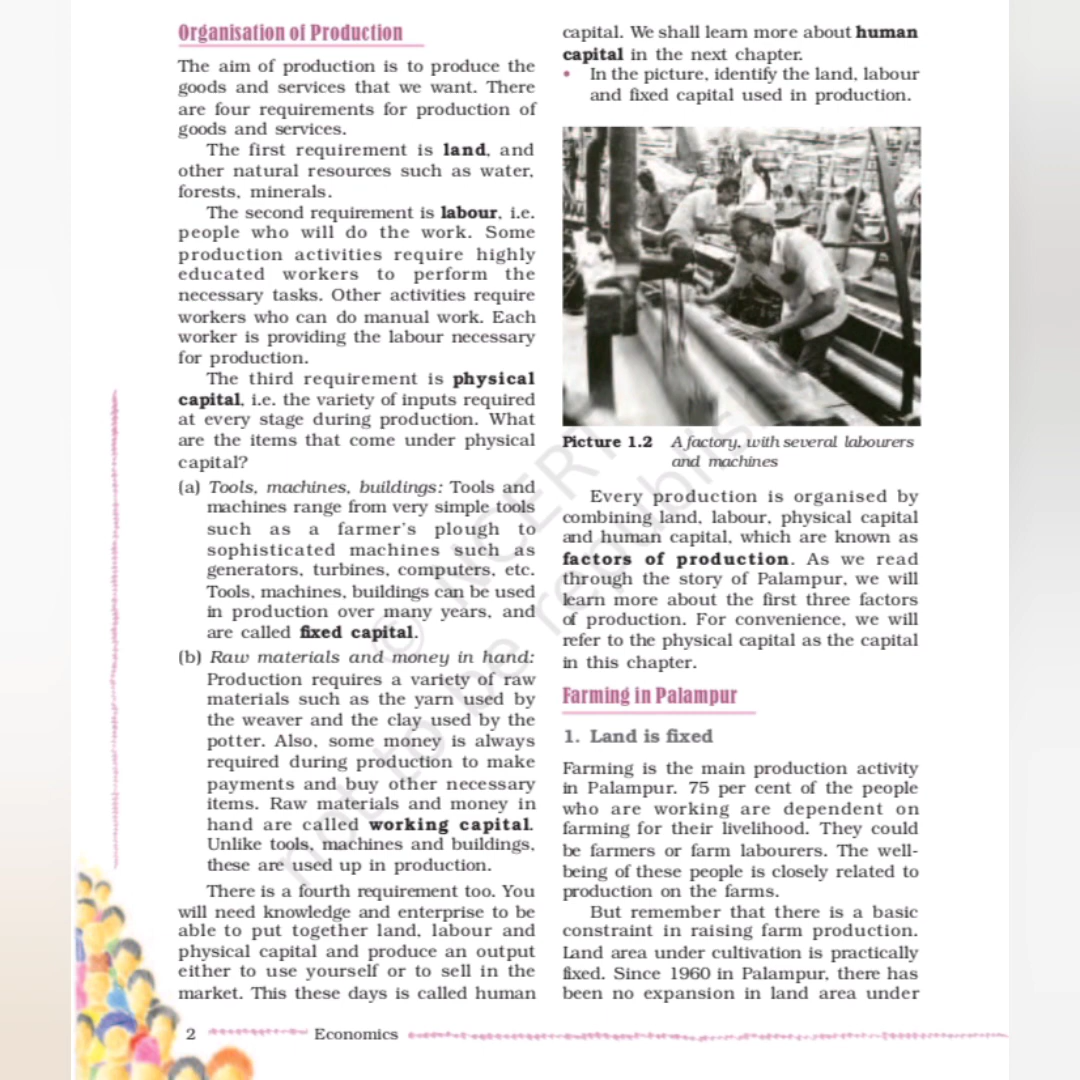 Organisation of Production
The aim of production is to produce the
goods and services that we want. There
are four requirements for production of
goods and services.
The first requirement is land, and
other natural resources such as water,
forests, minerals.
The second requirement is labour, i.e.
people who will do the work. Some
production activities require highly
educated workers to perform the
necessary tasks. Other activities require
workers who can do manual work. Each
worker is providing the labour necessary
for production.
The third requirement is physical
capital, i.e. the variety of inputs required
at every stage during production. What
are the items that come under physical
capital?
(a) Tools, machines, buildings: Tools and
machines range from very simple tools
such as a farmer's plough to
sophisticated machines such as
generators, turbines, computers, etc.
Tools, machines, buildings can be used
in production over many years, and
are called fixed capital.
(b) Raw materials and money in hand:
Production requires a variety of raw
materials such as the yarn used by
the weaver and the clay used by the
potter. Also, some money is always
required during production to make
payments and buy other necessary
items. Raw materials and money in
hand are called working capital.
Unlike tools, machines and buildings,
these are used up in production.
There is a fourth requirement too. You
will need knowledge and enterprise to be
able to put together land, labour and
physical capital and produce an output
either to use yourself or to sell in the
market. This these days is called human
capital. We shall learn more about human
capital in the next chapter.
• In the picture, identify the land, labour
and fixed capital used in production.
Picture 1.2 A factory, with several labourers
and machines
Every production is organised by
combining land, labour, physical capital
and human capital, which are known as
factors of production. As we read
through the story of Palampur, we will
learn more about the first three factors
of production. For convenience, we will
refer to the physical capital as the capital
in this chapter.
Farming in Palampur
1. Land is fixed
Farming is the main production activity
in Palampur. 75 per cent of the people
who are working are dependent on
farming for their livelihood. They could
be farmers or farm labourers. The well-
being of these people is closely related to
production on the farms.
But remember that there is a basic
constraint in raising farm production.
Land area under cultivation is practically
fixed. Since 1960 in Palampur, there has
been no expansion in land area under
2 Economics
© NCERT
not to be republis